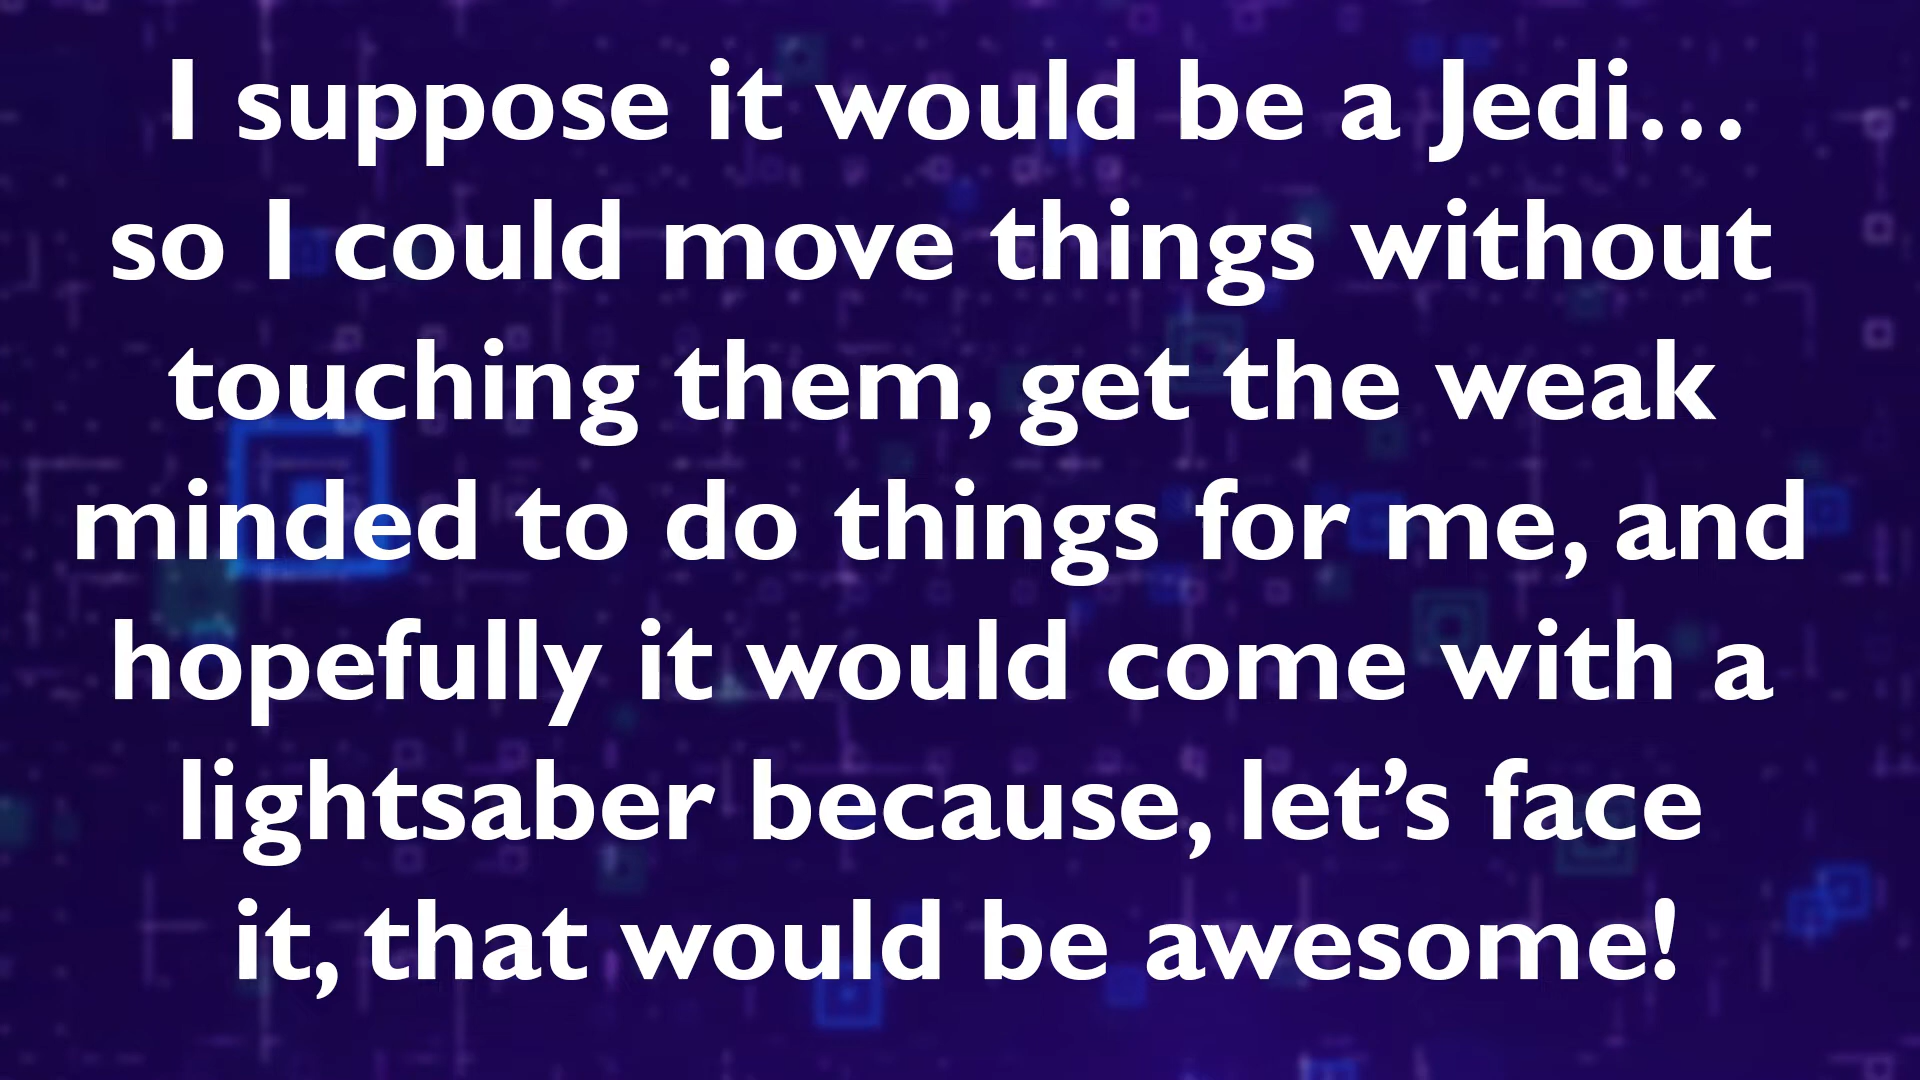 I suppose it would be a Jedi…
so I could move things without
touching them, get the weak
minded to do things for me, and
hopefully it would come with a
lightsaber because, let’s face
it, that would be awesome!